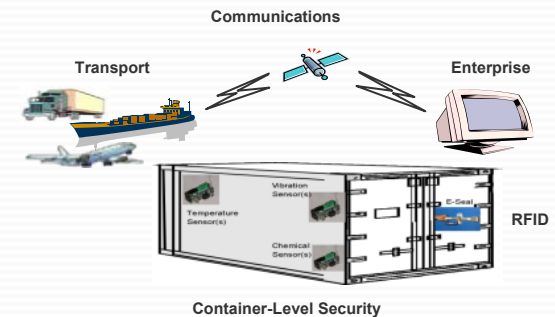 Communications
Transport
Enterprise
Vibration
Sensor(s)
E-Seal
Temperature
Sensor(s)
RFID
Chemical
Sensor(s)
Container-Level Security